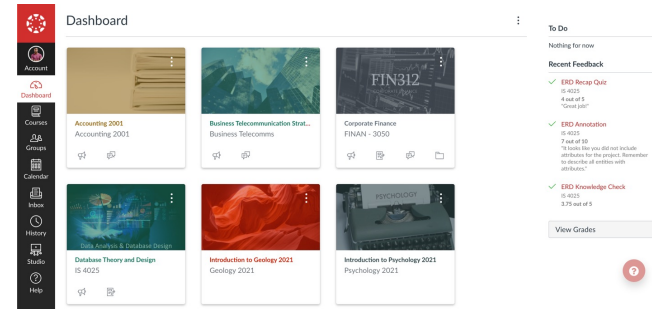 Dashboard
Account
Dashboard
Courses
Groups
Calendar
Inbox
History
Studio
Help
Accounting 2001
Accounting 2001
Business Telecommunication Strat...
Business Telecomms
FIN312
Corporate Finance
FINAN - 3050
Data Analysis & Database Design
Database Theory and Design
IS 4025
Introduction to Geology 2021
Geology 2021
PSYCHOLOGY
Introduction to Psychology 2021
Psychology 2021
To Do
Nothing for now
Recent Feedback
ERD Recap Quiz
IS 4025
4 out of 5
"Great job!"
ERD Annotation
IS 4025
7 out of 10
"It looks like you did not include
attributes for the project. Remember
to describe all entities with
attributes."
ERD Knowledge Check
IS 4025
3.75 out of 5
View Grades